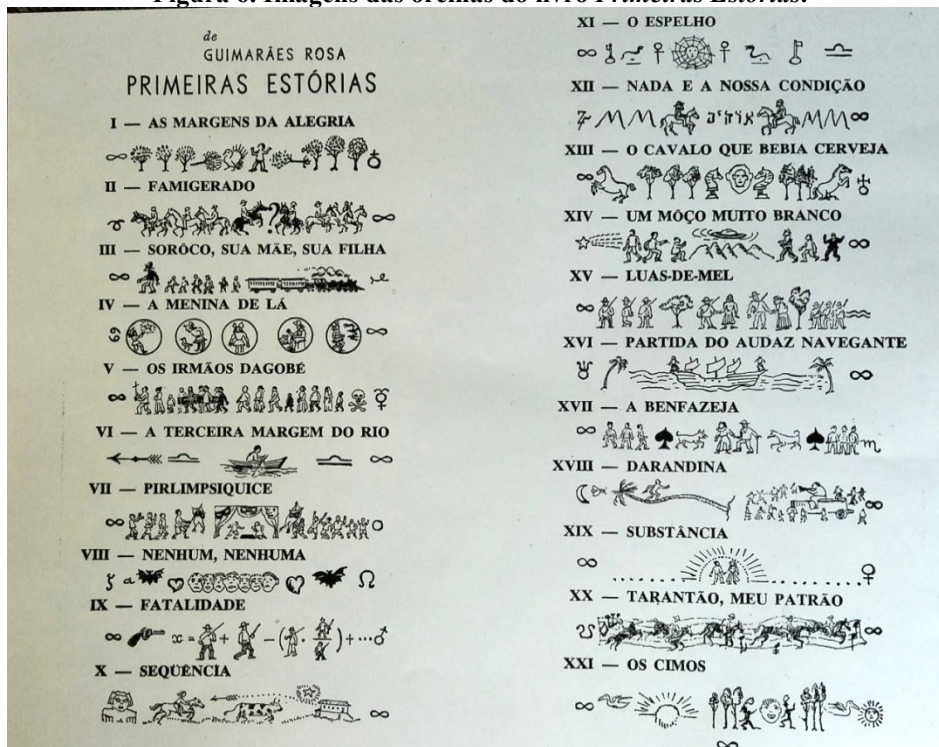 Figura 6. Imagens das orelhas do livro Primeiras Estórias.
de
GUIMARÃES ROSA
PRIMEIRAS ESTÓRIAS
I — AS MARGENS DA ALEGRIA
II — FAMIGERADO
III — SORÔCO, SUA MÃE, SUA FILHA
IV — A MENINA DE LÁ
V — OS IRMÃOS DAGOBÉ
VI — A TERCEIRA MARGEM DO RIO
VII — PIRLIMPSIQUICE
VIII — NENHUM, NENHUMA
IX — FATALIDADE
x = + − ( · ) + ···
X — SEQÜÊNCIA
XI — O ESPELHO
XII — NADA E A NOSSA CONDIÇÃO
XIII — O CAVALO QUE BEBIA CERVEJA
XIV — UM MÔÇO MUITO BRANCO
XV — LUAS-DE-MEL
XVI — PARTIDA DO AUDAZ NAVEGANTE
XVII — A BENFAZEJA
XVIII — DARANDINA
XIX — SUBSTÂNCIA
XX — TARANTÃO, MEU PATRÃO
XXI — OS CIMOS